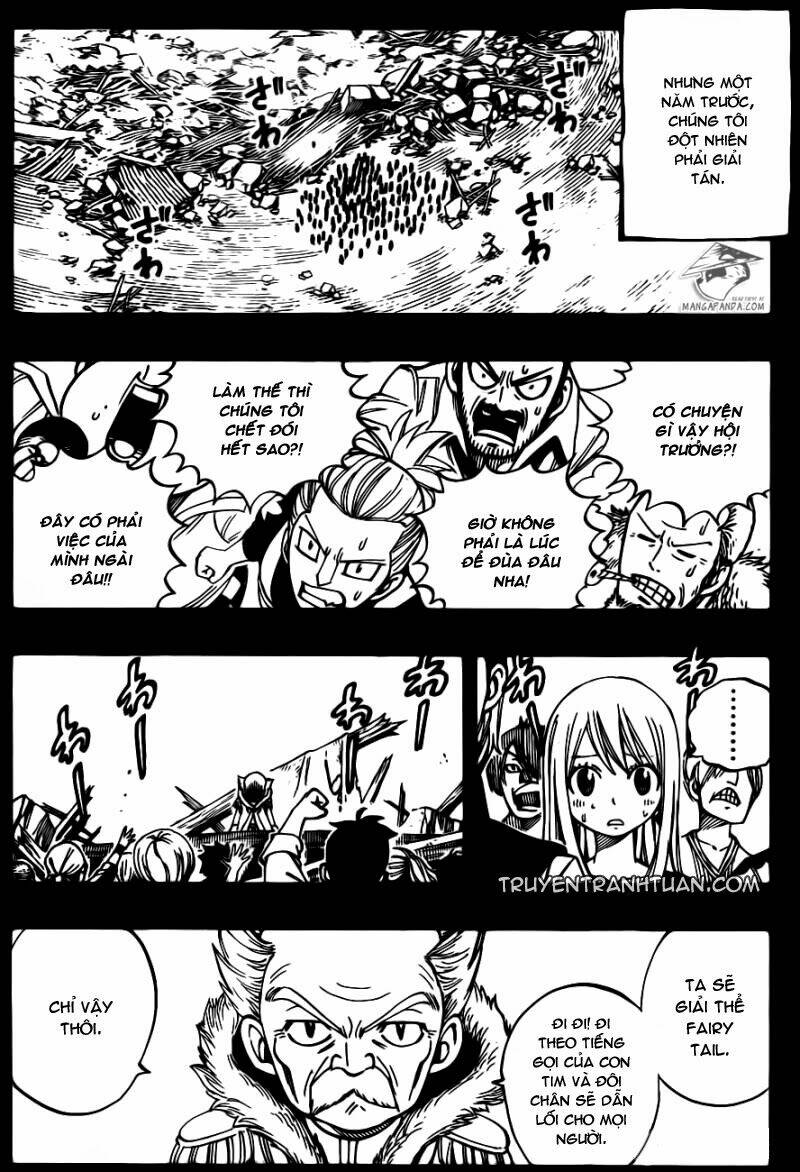 NHƯNG MỘT
NĂM TRƯỚC,
CHÚNG TÔI
ĐỘT NHIÊN
PHẢI GIẢI
TÁN.
ざわ
ざわ
ざわ
ざわ
MANGAPANDA.COM
CÓ CHUYỆN
GÌ VẬY HỘI
TRƯỞNG?!
LÀM THẾ THÌ
CHÚNG TÔI
CHẾT ĐÓI
HẾT SAO?!
GIỜ KHÔNG
PHẢI LÀ LÚC
ĐỂ ĐÙA ĐÂU
NHA!
ĐÂY CÓ PHẢI
VIỆC CỦA
MÌNH NGÀI
ĐÂU!!
........
わー
わー
わー
わー
わー
わー
TRUYENTRANHTUAN.COM
TA SẼ
GIẢI THỂ
FAIRY
TAIL.
ĐI ĐI! ĐI
THEO TIẾNG
GỌI CỦA CON
TIM VÀ ĐÔI
CHÂN SẼ DẪN
LỐI CHO MỌI
NGƯỜI.
CHỈ VẬY
THÔI.